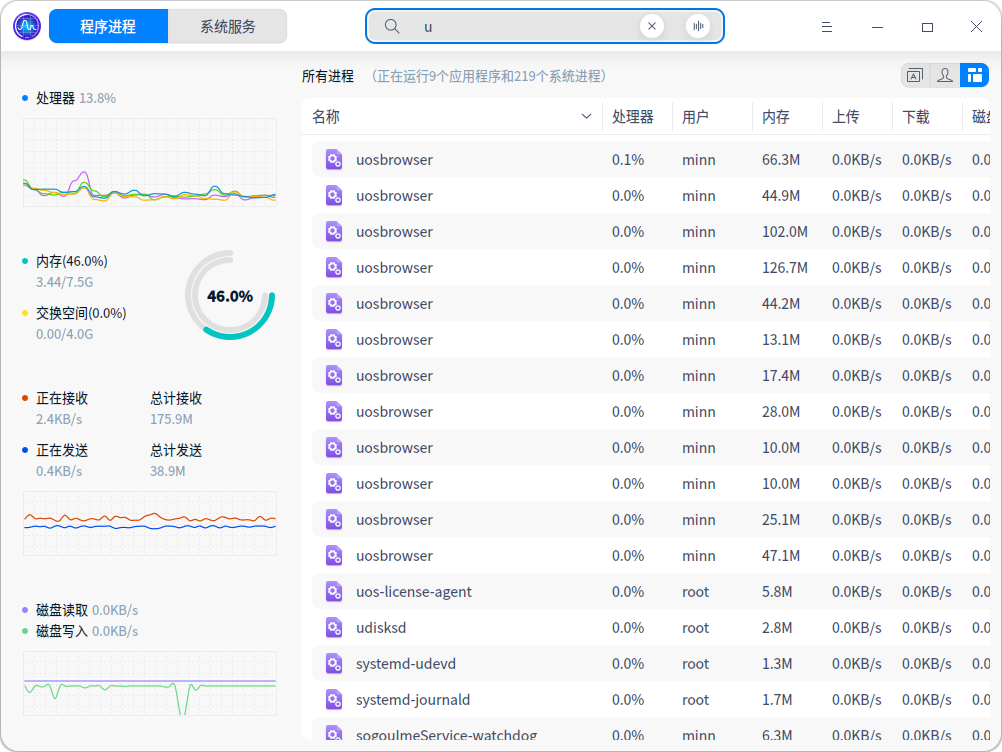 程序进程 系统服务 u
所有进程 （正在运行9个应用程序和219个系统进程）
处理器 13.8%
内存(46.0%)
3.44/7.5G
交换空间(0.0%)
0.00/4.0G
46.0%
正在接收 总计接收
2.4KB/s 175.9M
正在发送 总计发送
0.4KB/s 38.9M
磁盘读取 0.0KB/s
磁盘写入 0.0KB/s
名称 处理器 用户 内存 上传 下载
uosbrowser 0.1% minn 66.3M 0.0KB/s 0.0KB/s 0.0
uosbrowser 0.0% minn 44.9M 0.0KB/s 0.0KB/s 0.0
uosbrowser 0.0% minn 102.0M 0.0KB/s 0.0KB/s 0.0
uosbrowser 0.0% minn 126.7M 0.0KB/s 0.0KB/s 0.0
uosbrowser 0.0% minn 44.2M 0.0KB/s 0.0KB/s 0.0
uosbrowser 0.0% minn 13.1M 0.0KB/s 0.0KB/s 0.0
uosbrowser 0.0% minn 17.4M 0.0KB/s 0.0KB/s 0.0
uosbrowser 0.0% minn 28.0M 0.0KB/s 0.0KB/s 0.0
uosbrowser 0.0% minn 10.0M 0.0KB/s 0.0KB/s 0.0
uosbrowser 0.0% minn 10.0M 0.0KB/s 0.0KB/s 0.0
uosbrowser 0.0% minn 25.1M 0.0KB/s 0.0KB/s 0.0
uosbrowser 0.0% minn 47.1M 0.0KB/s 0.0KB/s 0.0
uos-license-agent 0.0% root 5.8M 0.0KB/s 0.0KB/s 0.0
udisksd 0.0% root 2.8M 0.0KB/s 0.0KB/s 0.0
systemd-udevd 0.0% root 1.3M 0.0KB/s 0.0KB/s 0.0
systemd-journald 0.0% root 1.7M 0.0KB/s 0.0KB/s 0.0
sogouImeService-watchdog 0.0% minn 6.3M 0.0KB/s 0.0KB/s 0.0